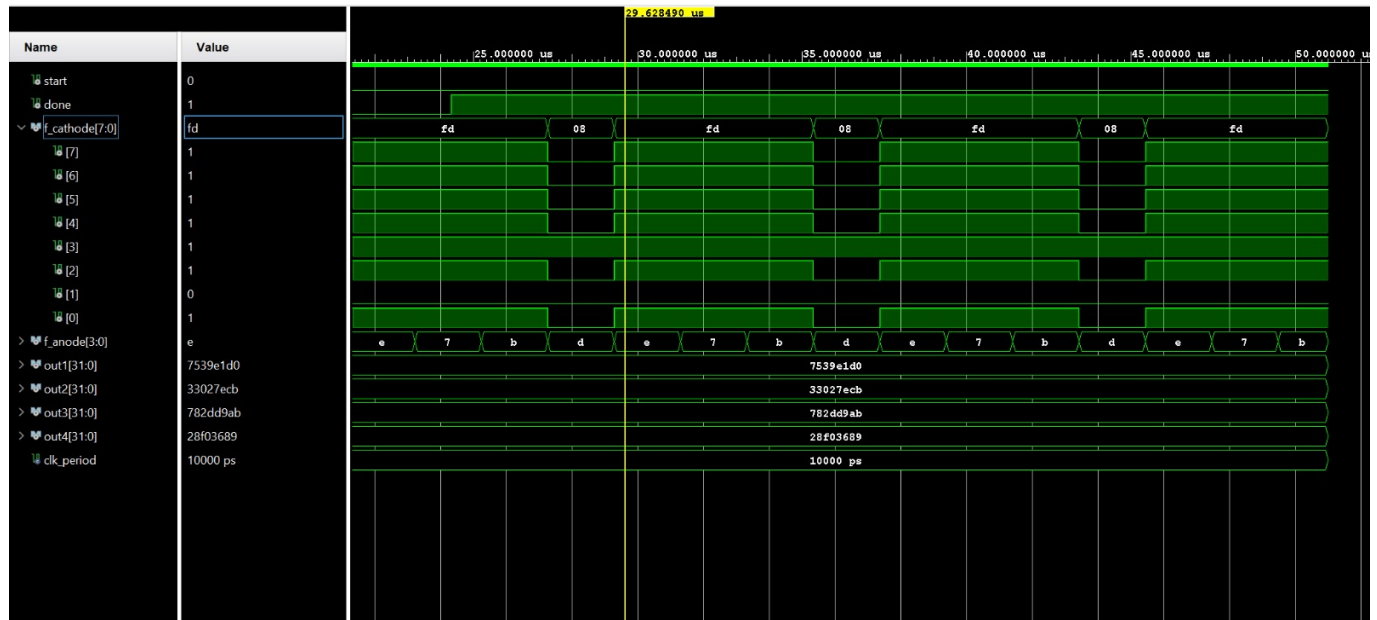 29.628490 us
Name Value
25.000000 us 30.000000 us 35.000000 us 40.000000 us 45.000000 us 50.000000 u
start 0
done 1
f_cathode[7:0] fd fd 08 fd 08 fd 08 fd
[7] 1
[6] 1
[5] 1
[4] 1
[3] 1
[2] 1
[1] 0
[0] 1
f_anode[3:0] e e 7 b d e 7 b d e 7 b d e 7 b
out1[31:0] 7539e1d0 7539e1d0
out2[31:0] 33027ecb 33027ecb
out3[31:0] 782dd9ab 782dd9ab
out4[31:0] 28f03689 28f03689
clk_period 10000 ps 10000 ps